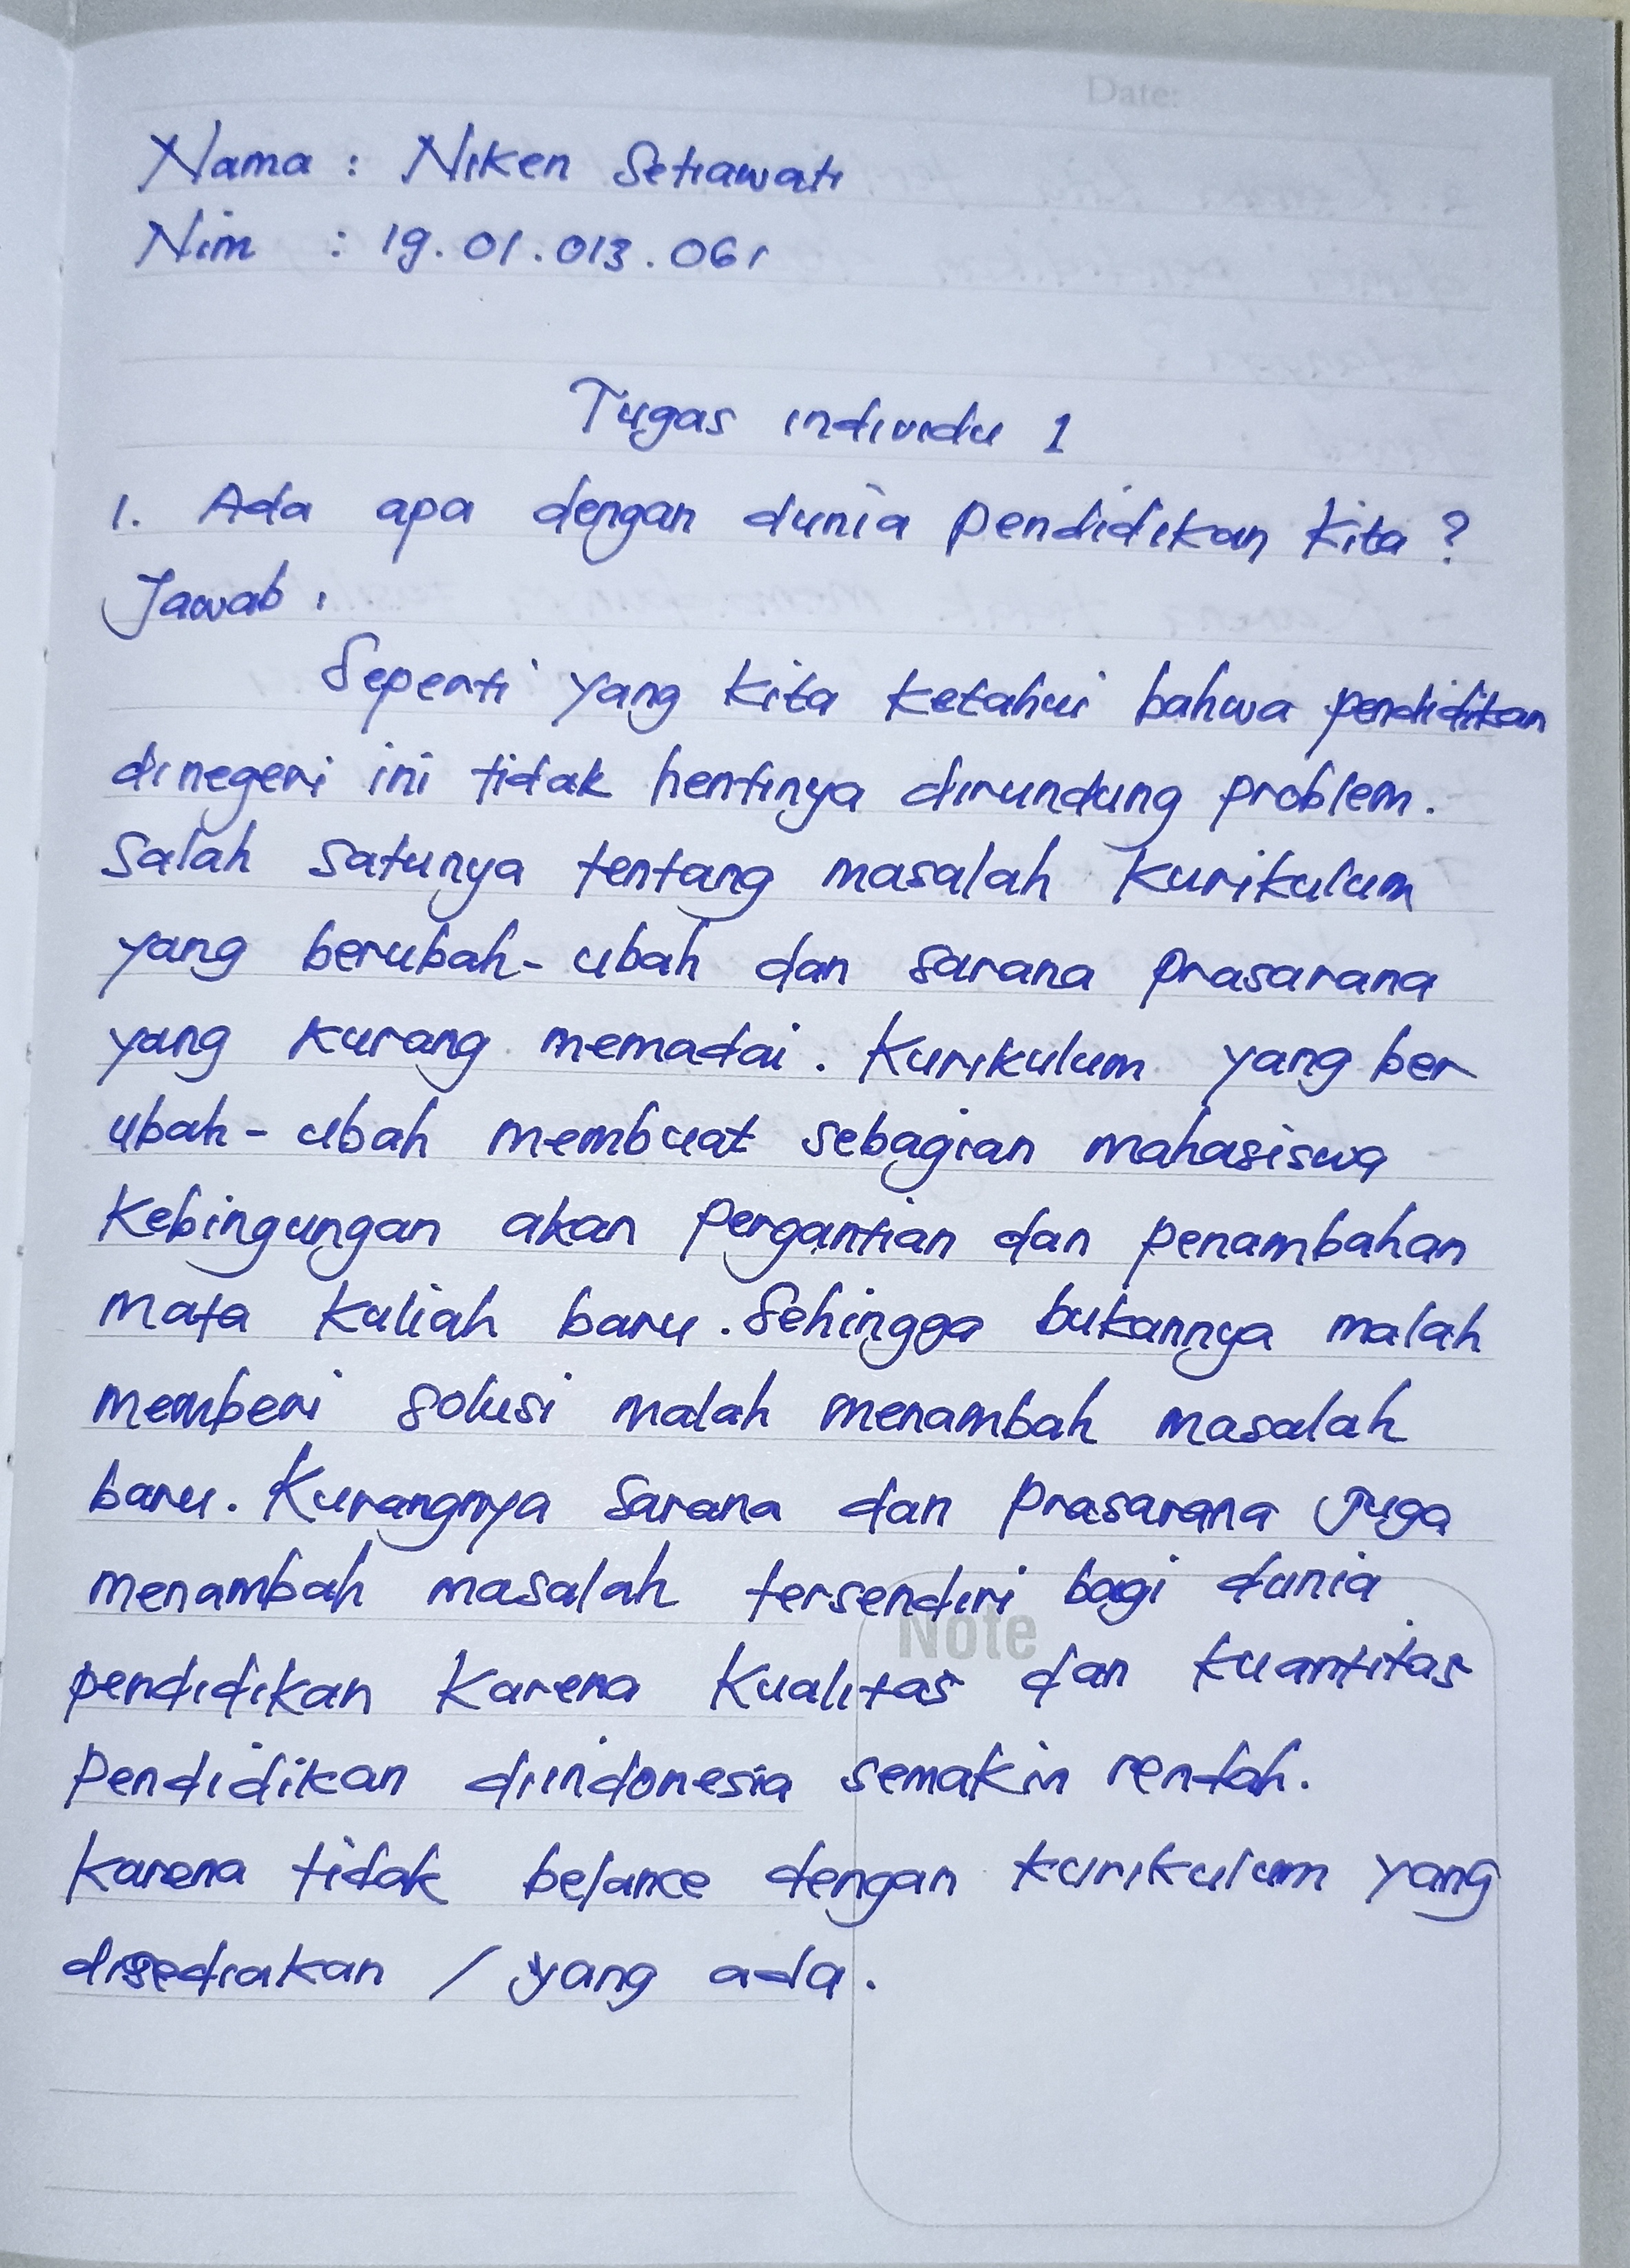 Date:
Nama : Niken Setiawati
Nim : 19.01.013.061
Tugas individu 1
1. Ada apa dengan dunia pendidikan kita ?
Jawab :
Seperti yang kita ketahui bahwa pendidikan
dinegeri ini tidak hentinya dirundung problem.
Salah satunya tentang masalah kurikulum
yang berubah-ubah dan sarana prasarana
yang kurang memadai. Kurikulum yang ber
ubah-ubah membuat sebagian mahasiswa
kebingungan akan pergantian dan penambahan
mata kuliah baru. Sehingga bukannya malah
memberi solusi malah menambah masalah
baru. Kurangnya sarana dan prasarana juga
menambah masalah tersendiri bagi dunia
pendidikan karena kualitas dan kuantitas
pendidikan diindonesia semakin rendah.
karena tidak belance dengan kurikulum yang
disediakan / yang ada.
Note